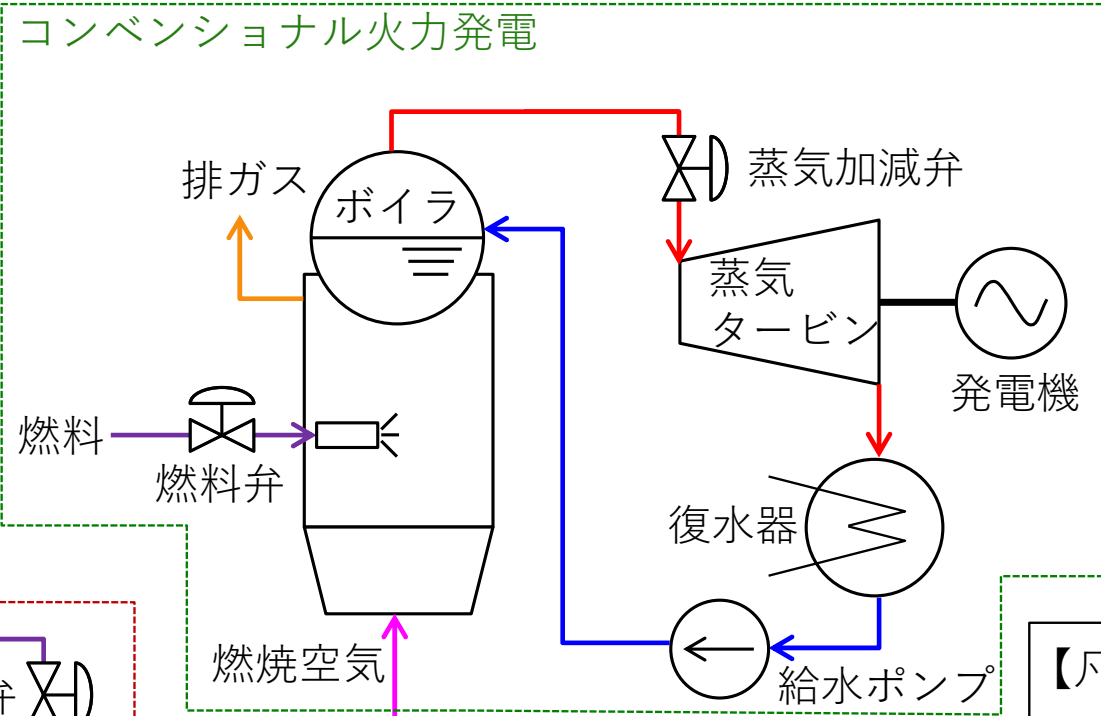 コンベンショナル火力発電
排ガス
ボイラ
蒸気加減弁
蒸気
タービン
発電機
燃料
燃料弁
復水器
燃焼空気
給水ポンプ
弁
【凡